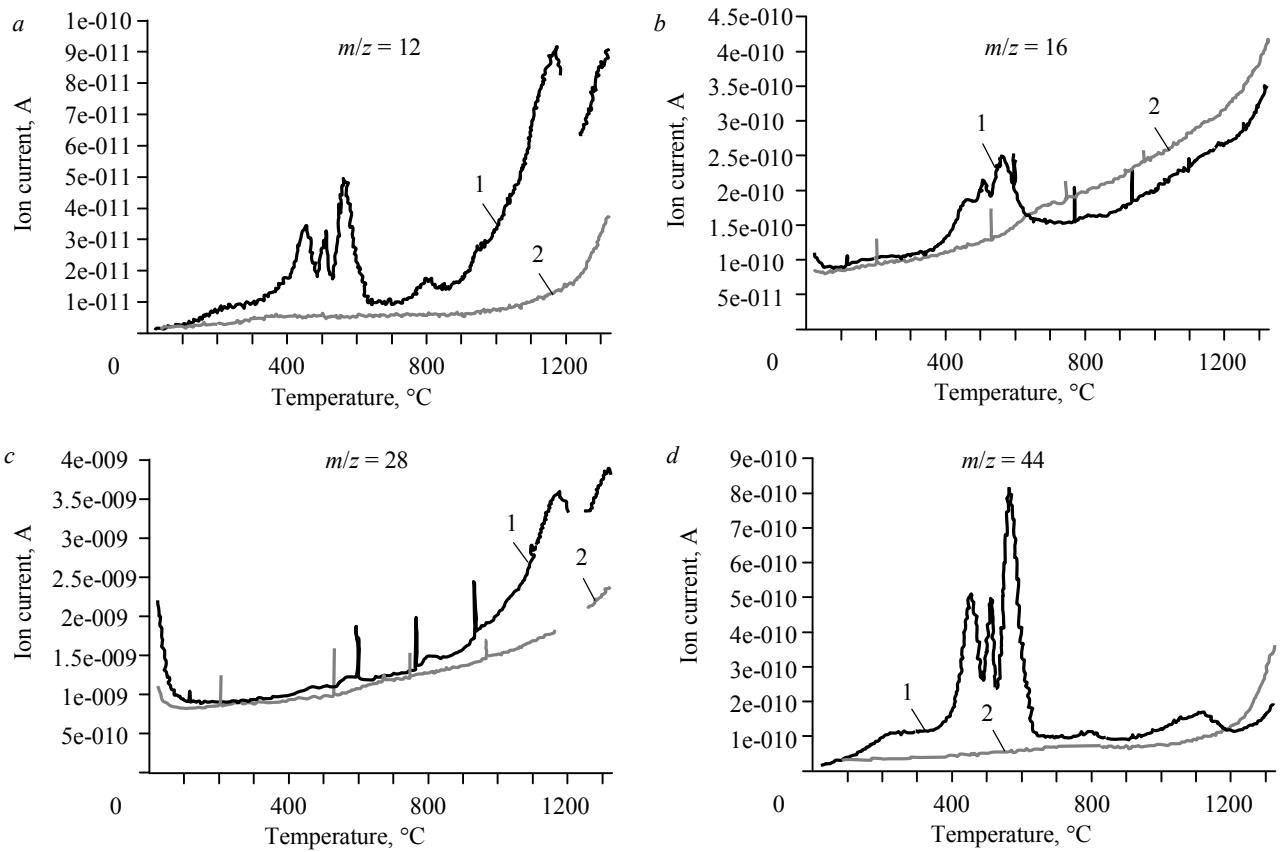 a
m/z = 12
Ion current, A
1e-010
9e-011
8e-011
7e-011
6e-011
5e-011
4e-011
3e-011
2e-011
1e-011
1
2
0
400
800
1200
Temperature, °C
b
m/z = 16
Ion current, A
4.5e-010
4e-010
3.5e-010
3e-010
2.5e-010
2e-010
1.5e-010
1e-010
5e-011
1
2
0
400
800
1200
Temperature, °C
c
m/z = 28
Ion current, A
4e-009
3.5e-009
3e-009
2.5e-009
2e-009
1.5e-009
1e-009
5e-010
1
2
0
400
800
1200
Temperature, °C
d
m/z = 44
Ion current, A
9e-010
8e-010
7e-010
6e-010
5e-010
4e-010
3e-010
2e-010
1e-010
1
2
0
400
800
1200
Temperature, °C